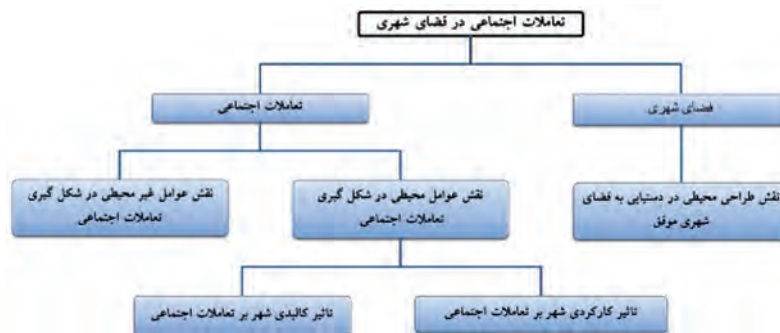 تعاملات اجتماعی در فضای شهری
فضای شهری
تعاملات اجتماعی
نقش طراحی محیطی در دستیابی به فضای
شهری موفق
نقش عوامل محیطی در شکل گیری
تعاملات اجتماعی
نقش عوامل غیر محیطی در شکل گیری
تعاملات اجتماعی
تاثیر کارکردی شهر بر تعاملات اجتماعی
تاثیر کالبدی شهر بر تعاملات اجتماعی